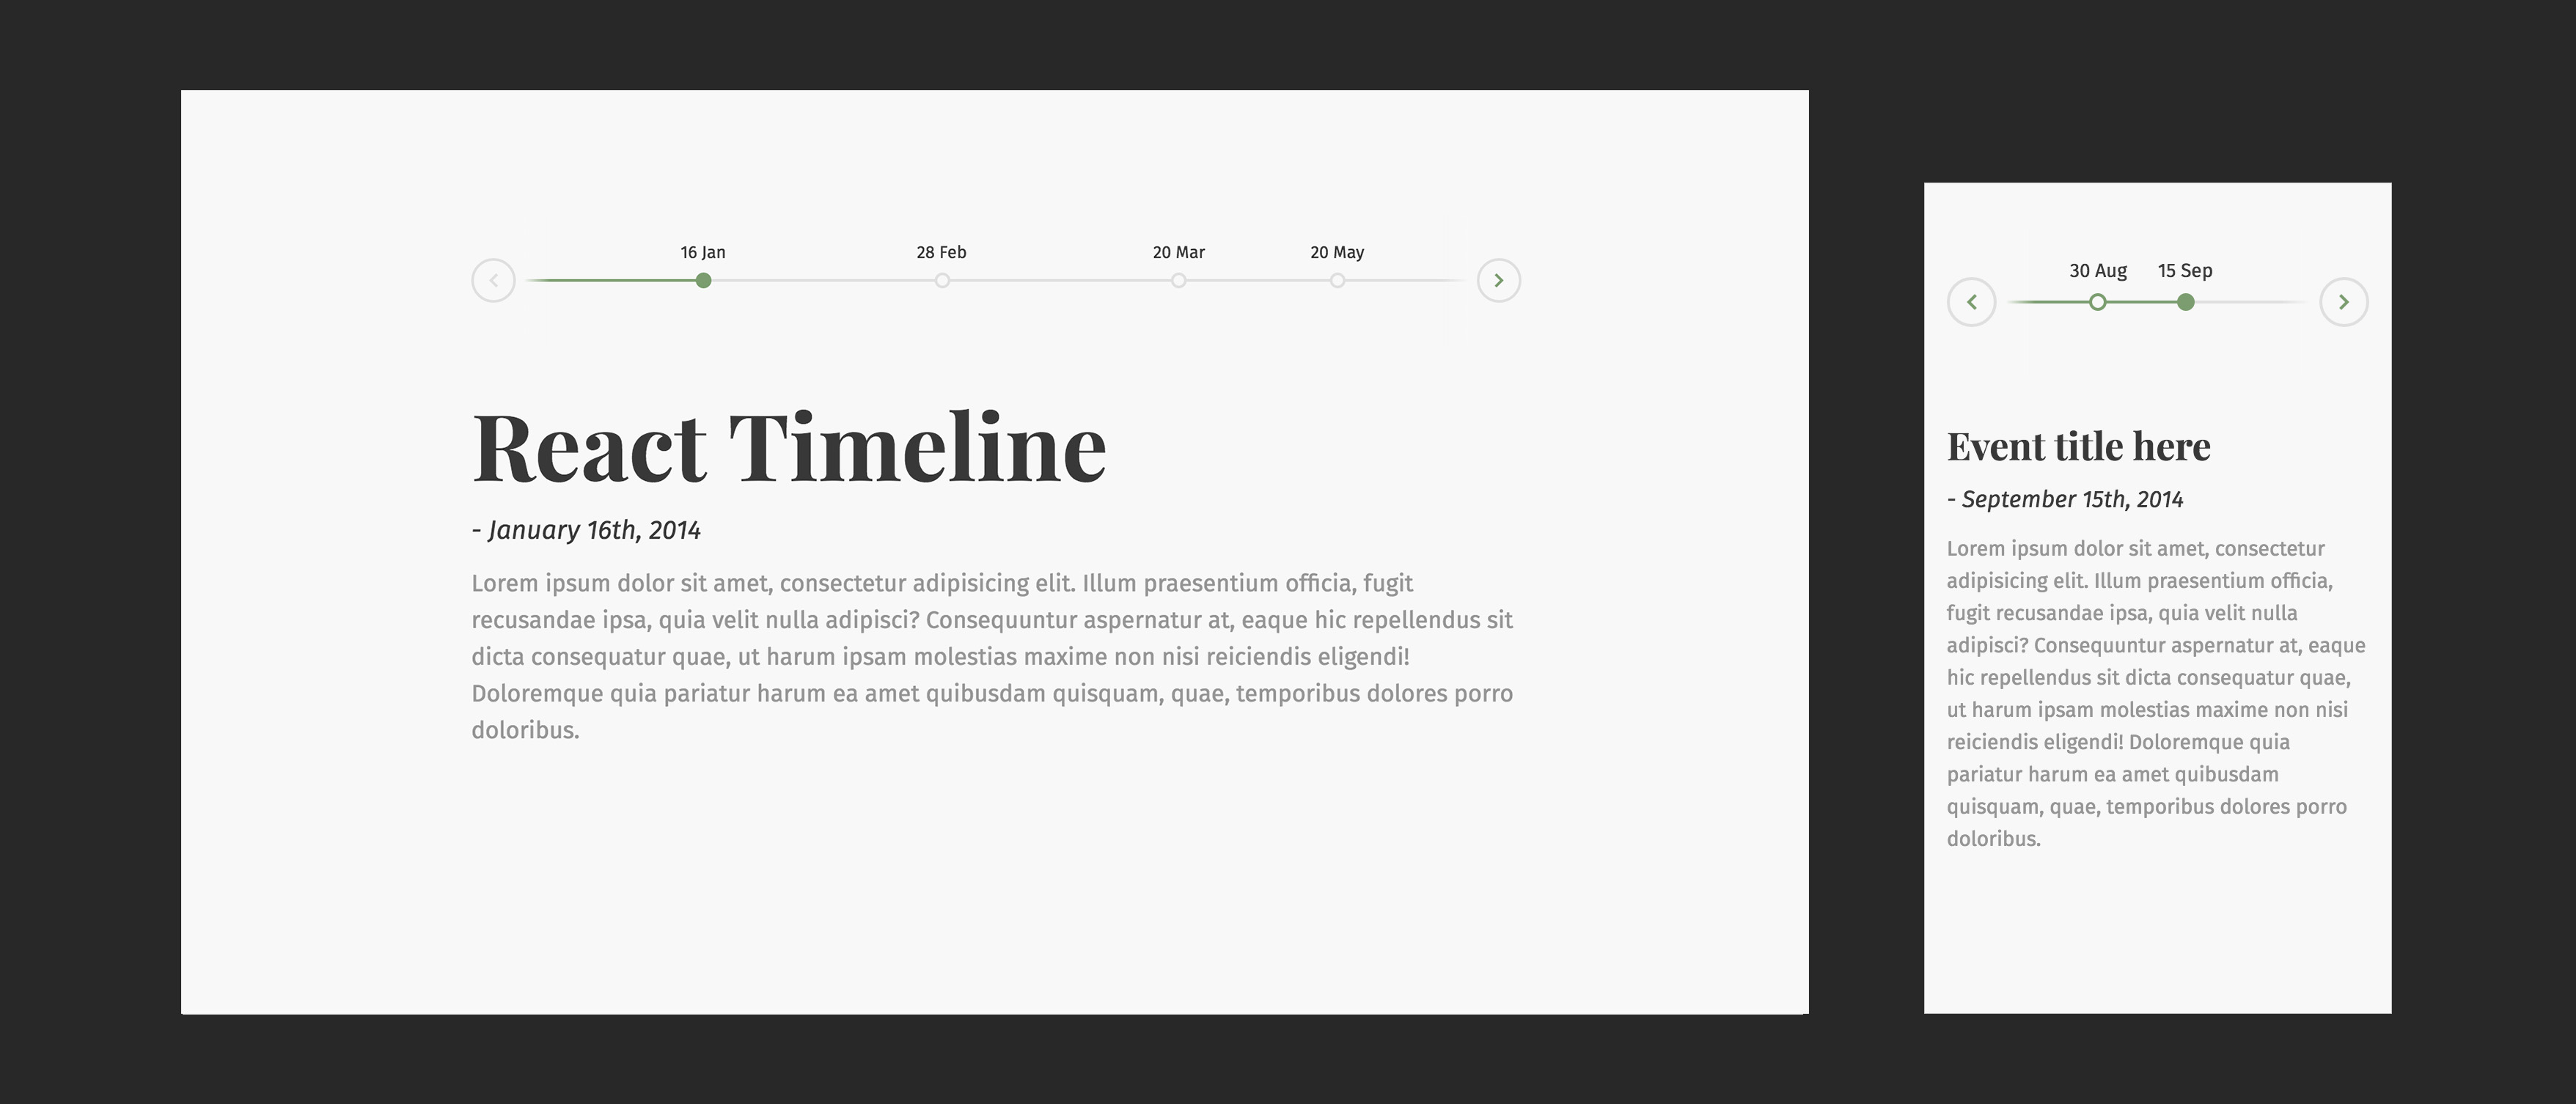 16 Jan
28 Feb
20 Mar
20 May
React Timeline
- January 16th, 2014
Lorem ipsum dolor sit amet, consectetur adipisicing elit. Illum praesentium officia, fugit
recusandae ipsa, quia velit nulla adipisci? Consequuntur aspernatur at, eaque hic repellendus sit
dicta consequatur quae, ut harum ipsam molestias maxime non nisi reiciendis eligendi!
Doloremque quia pariatur harum ea amet quibusdam quisquam, quae, temporibus dolores porro
doloribus.
30 Aug
15 Sep
Event title here
- September 15th, 2014
Lorem ipsum dolor sit amet, consectetur
adipisicing elit. Illum praesentium officia,
fugit recusandae ipsa, quia velit nulla
adipisci? Consequuntur aspernatur at, eaque
hic repellendus sit dicta consequatur quae,
ut harum ipsam molestias maxime non nisi
reiciendis eligendi! Doloremque quia
pariatur harum ea amet quibusdam
quisquam, quae, temporibus dolores porro
doloribus.